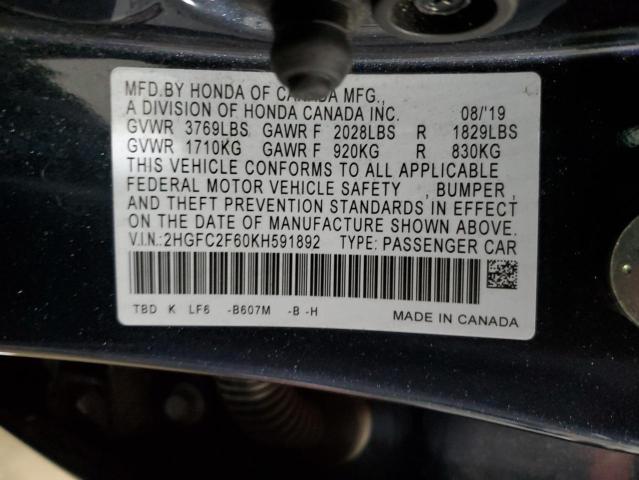 MFD.BY HONDA OF CANADA MFG.,
A DIVISION OF HONDA CANADA INC. 08/'19
GVWR 3769LBS GAWR F 2028LBS R 1829LBS
GVWR 1710KG GAWR F 920KG R 830KG
THIS VEHICLE CONFORMS TO ALL APPLICABLE
FEDERAL MOTOR VEHICLE SAFETY , BUMPER ,
AND THEFT PREVENTION STANDARDS IN EFFECT
ON THE DATE OF MANUFACTURE SHOWN ABOVE.
V.I.N.:2HGFC2F60KH591892 TYPE: PASSENGER CAR
TBD K LF6 -B607M -B -H
MADE IN CANADA